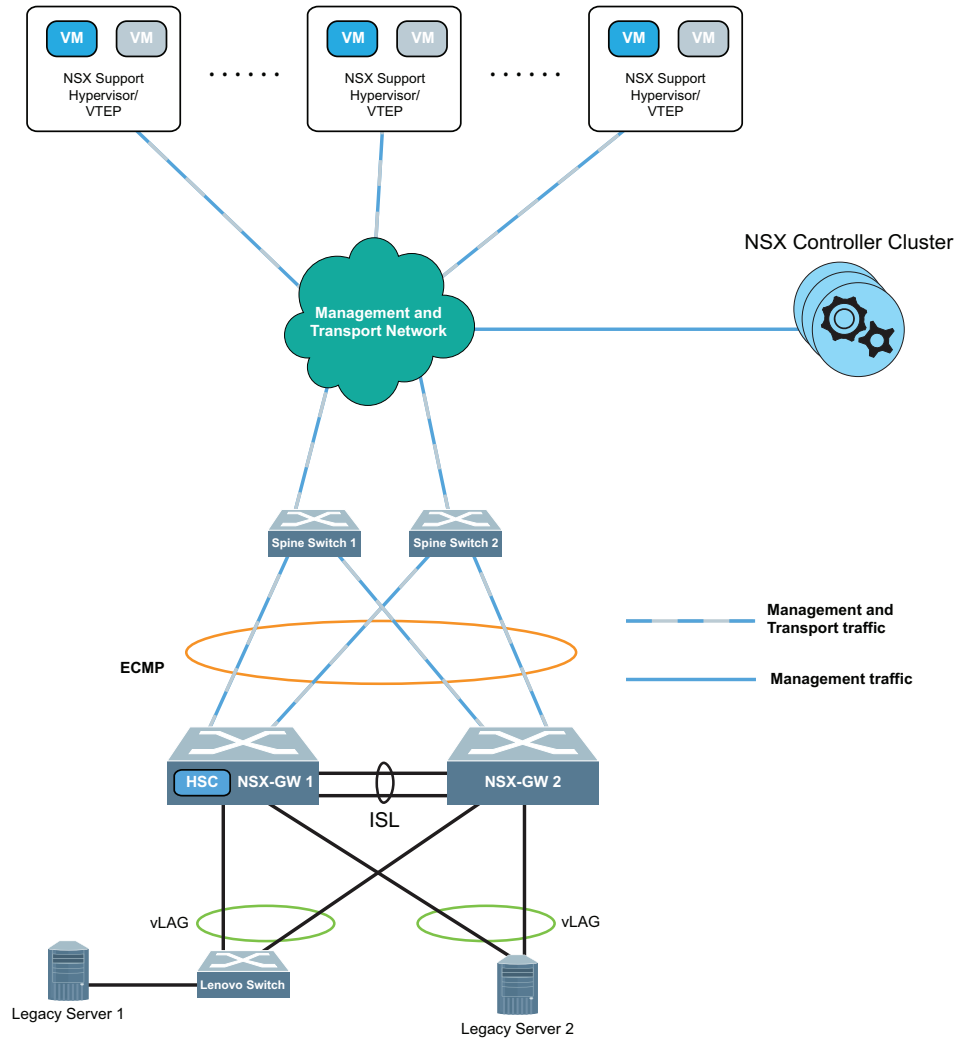 VM VM
NSX Support
Hypervisor/
VTEP
VM VM
NSX Support
Hypervisor/
VTEP
VM VM
NSX Support
Hypervisor/
VTEP
NSX Controller Cluster
Management and
Transport Network
Spine Switch 1
Spine Switch 2
Management and
Transport traffic
ECMP
Management traffic
HSC NSX-GW 1
NSX-GW 2
ISL
vLAG
vLAG
Lenovo Switch
Legacy Server 1
Legacy Server 2